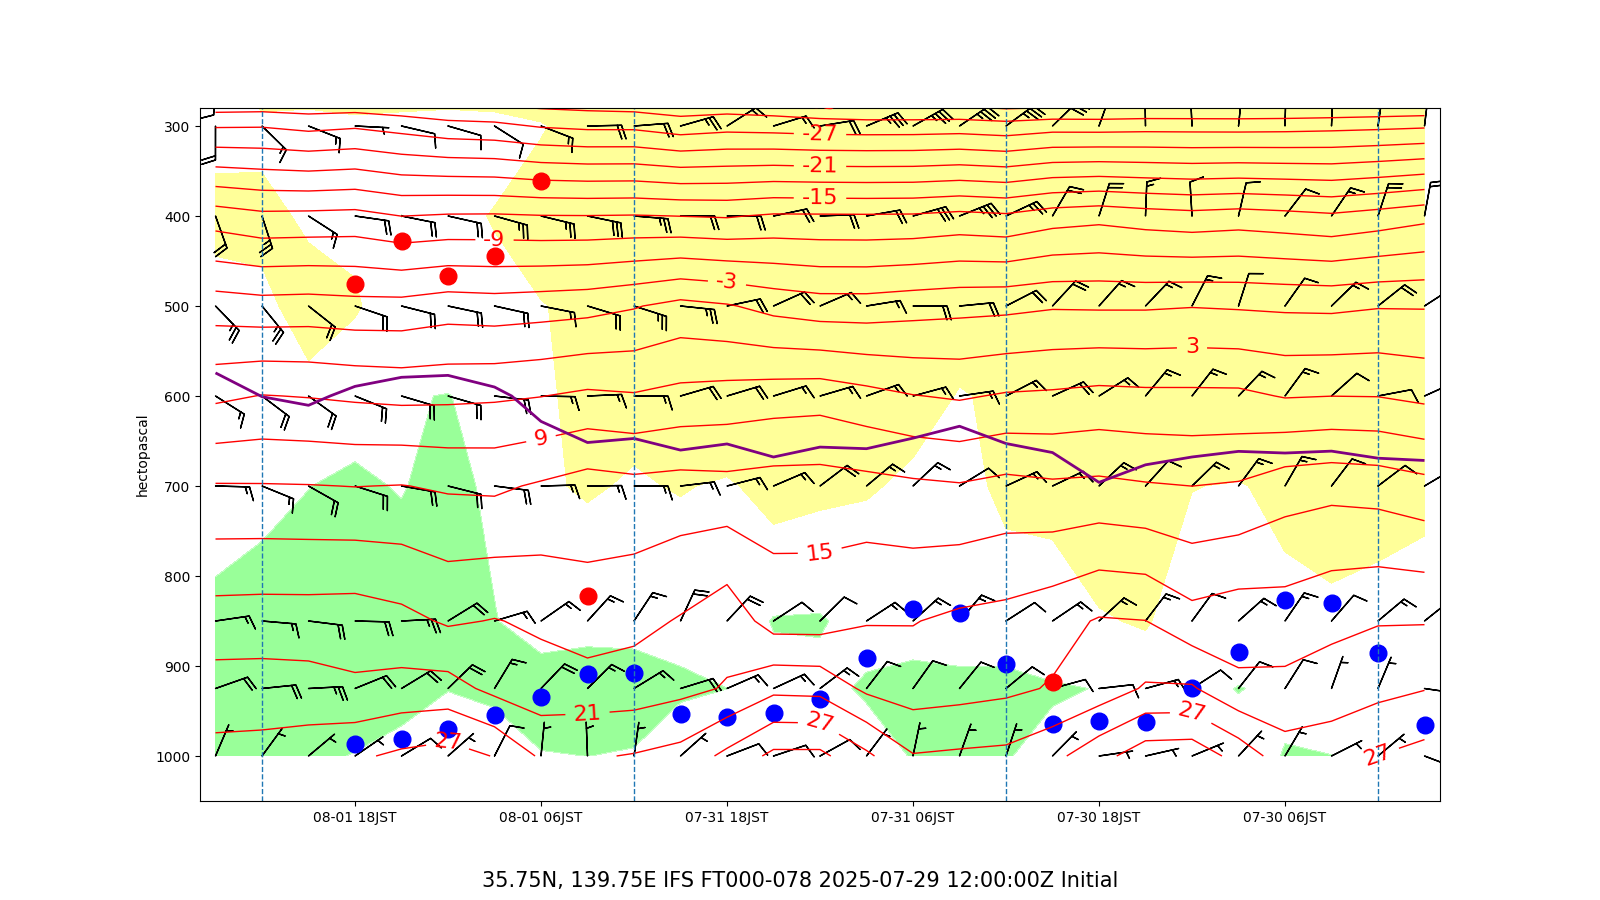 300
400
500
600
700
800
900
1000
hectopascal
-27
-21
-15
-9
-3
3
9
15
21
27
27
27
27
08-01 18JST
08-01 06JST
07-31 18JST
07-31 06JST
07-30 18JST
07-30 06JST
35.75N, 139.75E IFS FT000-078 2025-07-29 12:00:00Z Initial